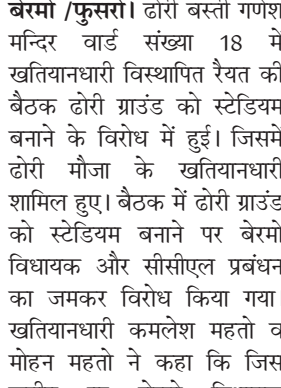 बेरमो /फुसरो। ढोरी बस्ती गणेश
मन्दिर वार्ड संख्या 18 में
खतियानधारी विस्थापित रैयत की
बैठक ढोरी ग्राउंड को स्टेडियम
बनाने के विरोध में हुई। जिसमें
ढोरी मौजा के खतियानधारी
शामिल हुए। बैठक में ढोरी ग्राउंड
को स्टेडियम बनाने पर बेरमो
विधायक और सीसीएल प्रबंधन
का जमकर विरोध किया गया।
खतियानधारी कमलेश महतो व
मोहन महतो ने कहा कि जिस